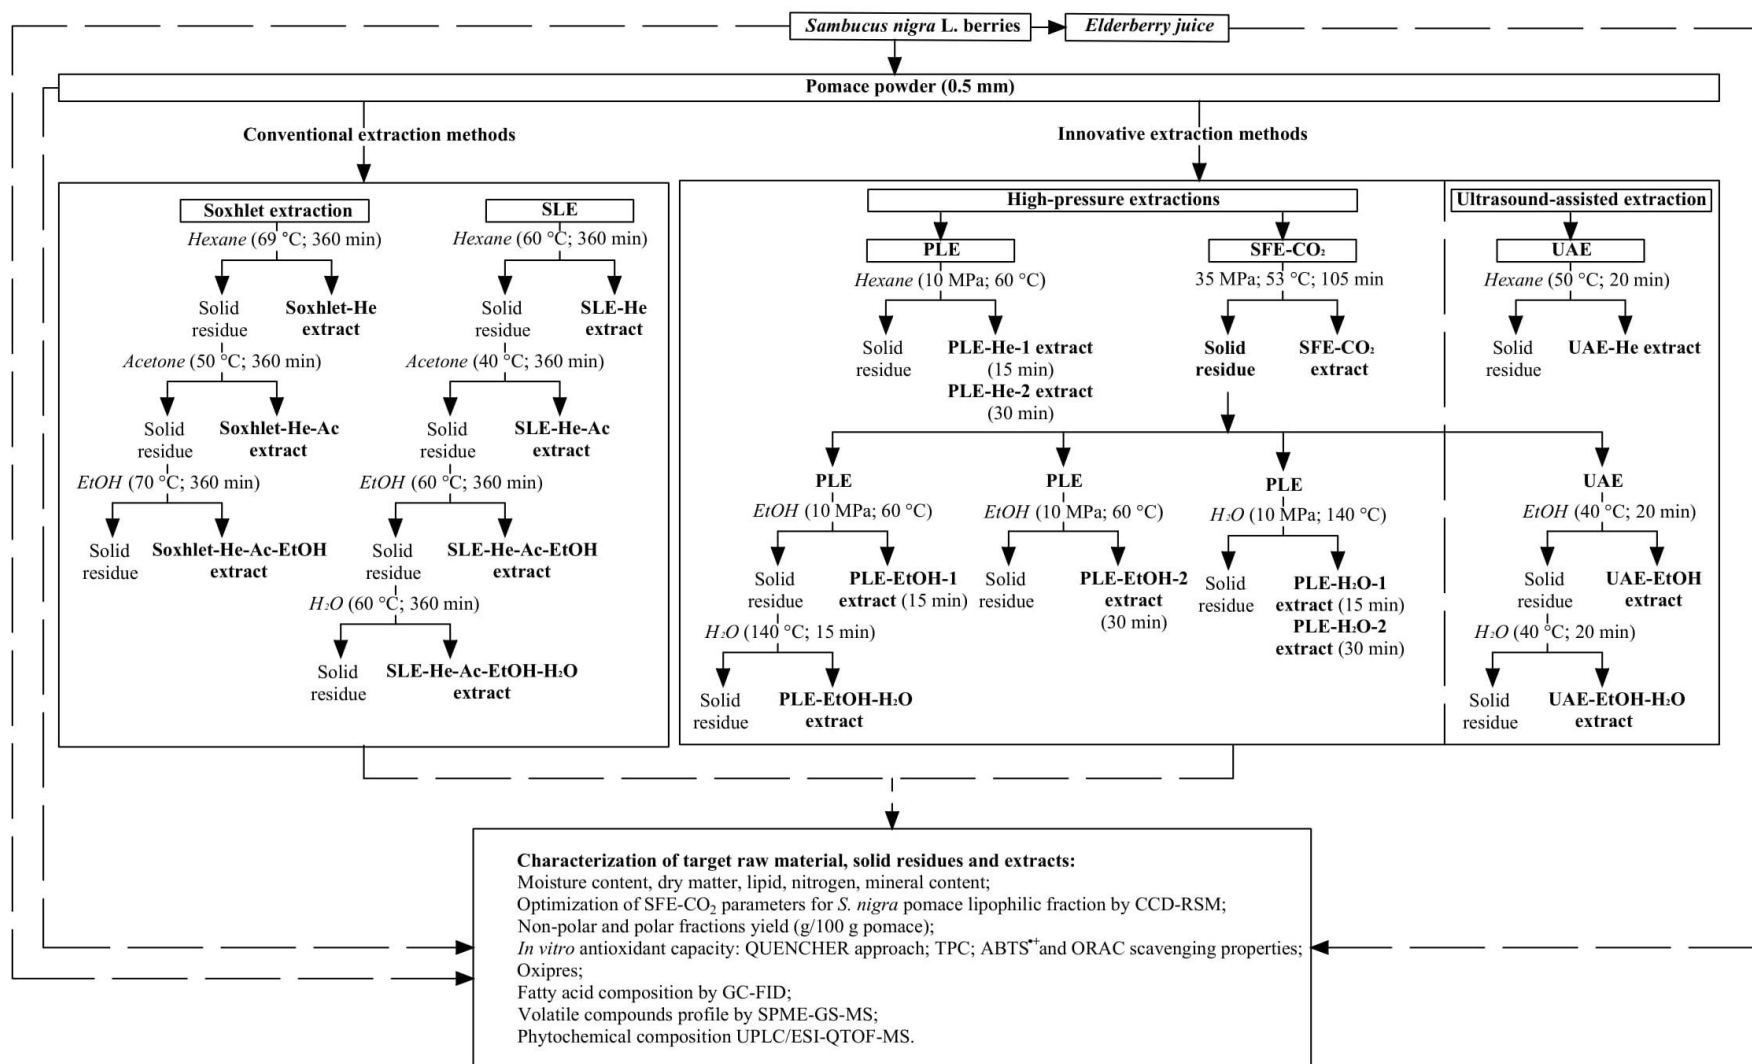 Sambucus nigra L. berries
Elderberry juice
Pomace powder (0.5 mm)
Conventional extraction methods
Innovative extraction methods
Soxhlet extraction
Hexane (69 °C; 360 min)
Solid
residue
Soxhlet-He
extract
Acetone (50 °C; 360 min)
Solid
residue
Soxhlet-He-Ac
extract
EtOH (70 °C; 360 min)
Solid
residue
Soxhlet-He-Ac-EtOH
extract
SLE
Hexane (60 °C; 360 min)
Solid
residue
SLE-He
extract
Acetone (40 °C; 360 min)
Solid
residue
SLE-He-Ac
extract
EtOH (60 °C; 360 min)
Solid
residue
SLE-He-Ac-EtOH
extract
H₂O (60 °C; 360 min)
Solid
residue
SLE-He-Ac-EtOH-H₂O
extract
High-pressure extractions
PLE
Hexane (10 MPa; 60 °C)
Solid
residue
PLE-He-1 extract
(15 min)
PLE-He-2 extract
(30 min)
SFE-CO₂
35 MPa; 53 °C; 105 min
Solid
residue
SFE-CO₂
extract
PLE
EtOH (10 MPa; 60 °C)
Solid
residue
PLE-EtOH-1
extract (15 min)
H₂O (140 °C; 15 min)
Solid
residue
PLE-EtOH-H₂O
extract
PLE
EtOH (10 MPa; 60 °C)
Solid
residue
PLE-EtOH-2
extract
(30 min)
PLE
H₂O (10 MPa; 140 °C)
Solid
residue
PLE-H₂O-1
extract (15 min)
PLE-H₂O-2
extract (30 min)
Ultrasound-assisted extraction
UAE
Hexane (50 °C; 20 min)
Solid
residue
UAE-He extract
UAE
EtOH (40 °C; 20 min)
Solid
residue
UAE-EtOH
extract
H₂O (40 °C; 20 min)
Solid
residue
UAE-EtOH-H₂O
extract
Characterization of target raw material, solid residues and extracts:
Moisture content, dry matter, lipid, nitrogen, mineral content;
Optimization of SFE-CO₂ parameters for S. nigra pomace lipophilic fraction by CCD-RSM;
Non-polar and polar fractions yield (g/100 g pomace);
In vitro antioxidant capacity: QUENCHER approach; TPC; ABTS•⁺ and ORAC scavenging properties;
Oxipres;
Fatty acid composition by GC-FID;
Volatile compounds profile by SPME-GS-MS;
Phytochemical composition UPLC/ESI-QTOF-MS.